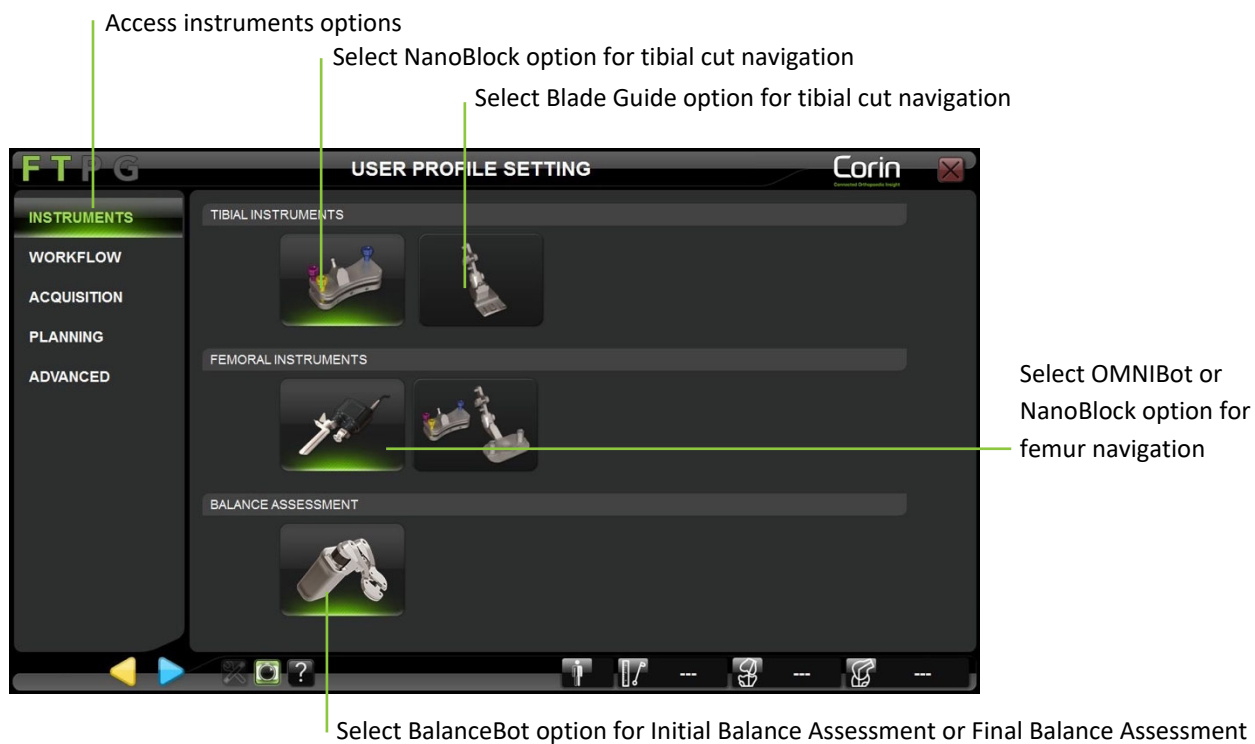 Access instruments options
Select NanoBlock option for tibial cut navigation
Select Blade Guide option for tibial cut navigation
FTPG
USER PROFILE SETTING
Corin
Connected Orthopaedic Insight
INSTRUMENTS
WORKFLOW
ACQUISITION
PLANNING
ADVANCED
TIBIAL INSTRUMENTS
FEMORAL INSTRUMENTS
BALANCE ASSESSMENT
Select OMNIBot or
NanoBlock option for
femur navigation
?
---
---
---
Select BalanceBot option for Initial Balance Assessment or Final Balance Assessment